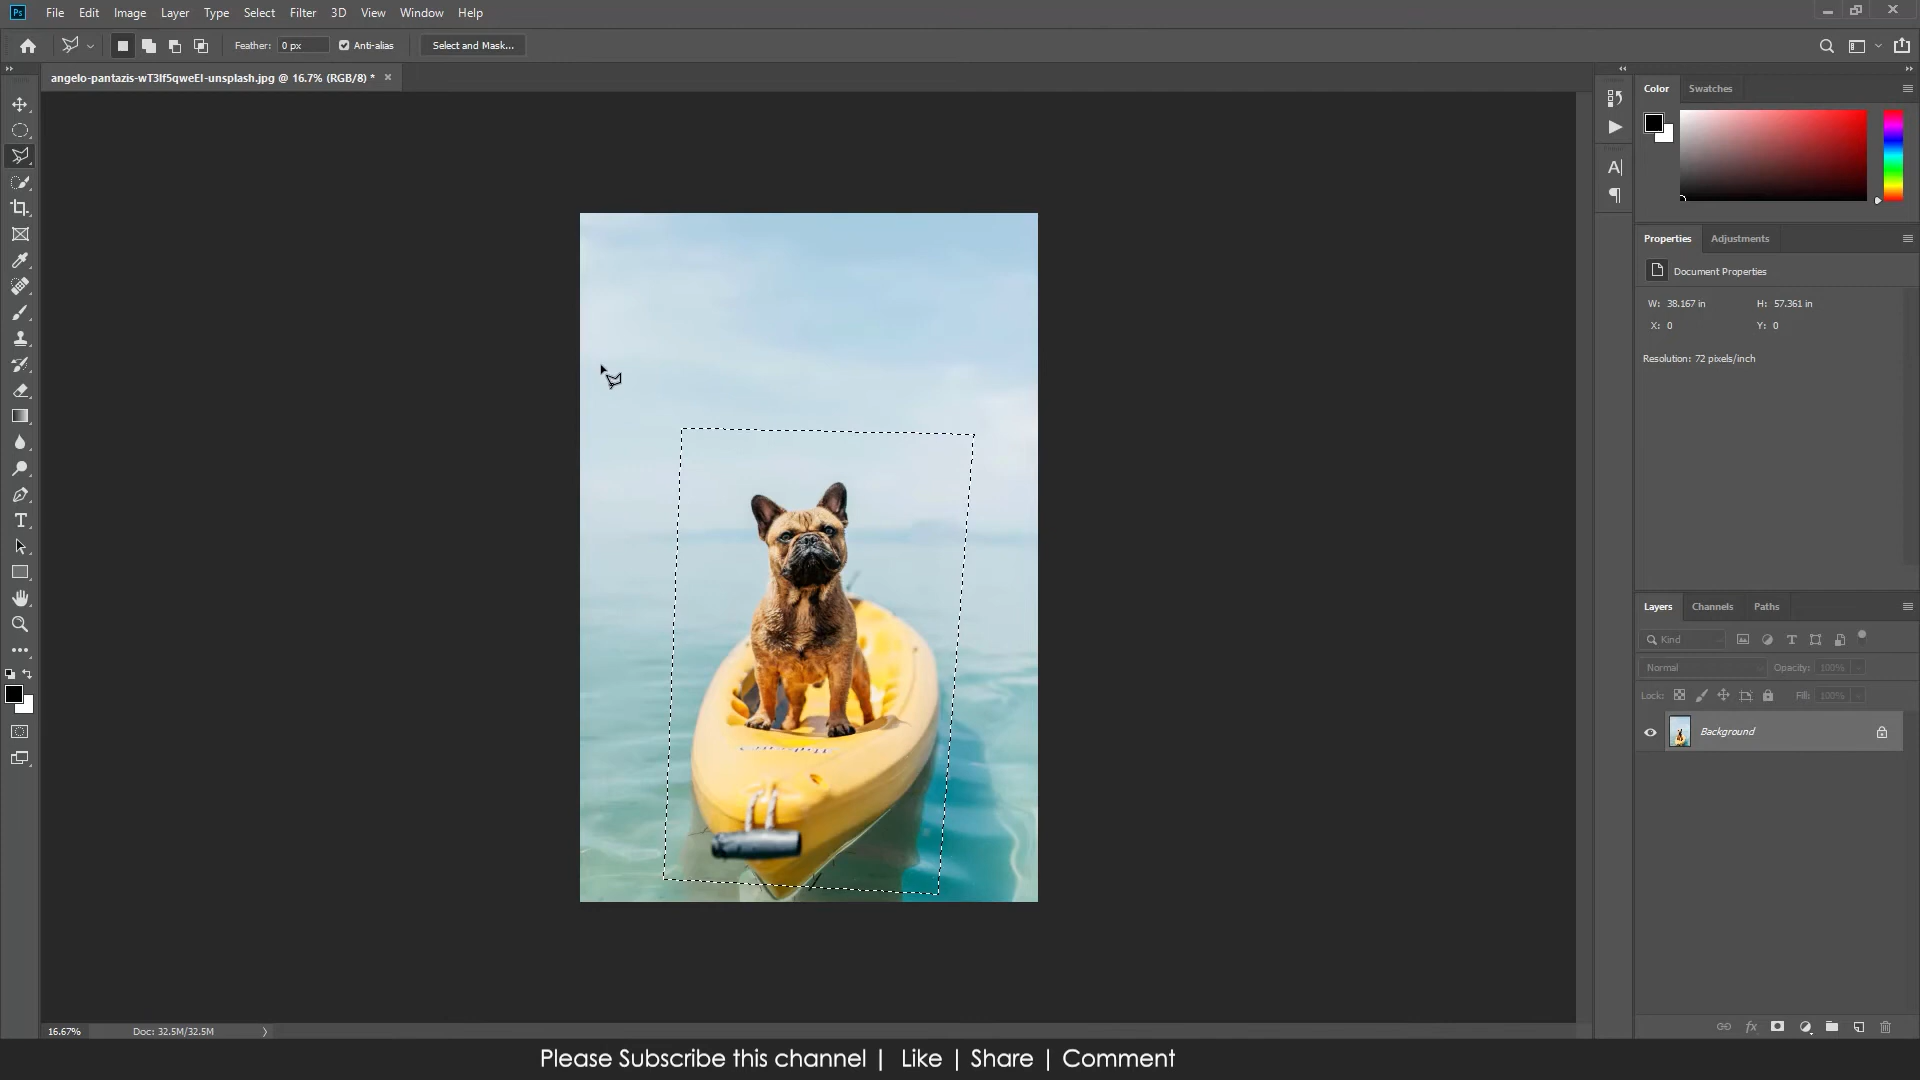 Ps File Edit Image Layer Type Select Filter 3D View Window Help
Feather: 0 px Anti-alias Select and Mask...
angelo-pantazis-wT3If5qweEI-unsplash.jpg @ 16.7% (RGB/8) *
Color Swatches
Properties Adjustments
Document Properties
W: 38.167 in H: 57.361 in
X: 0 Y: 0
Resolution: 72 pixels/inch
Layers Channels Paths
Kind
Normal Opacity: 100%
Lock: Fill: 100%
Background
16.67% Doc: 32.5M/32.5M
Please Subscribe this channel | Like | Share | Comment